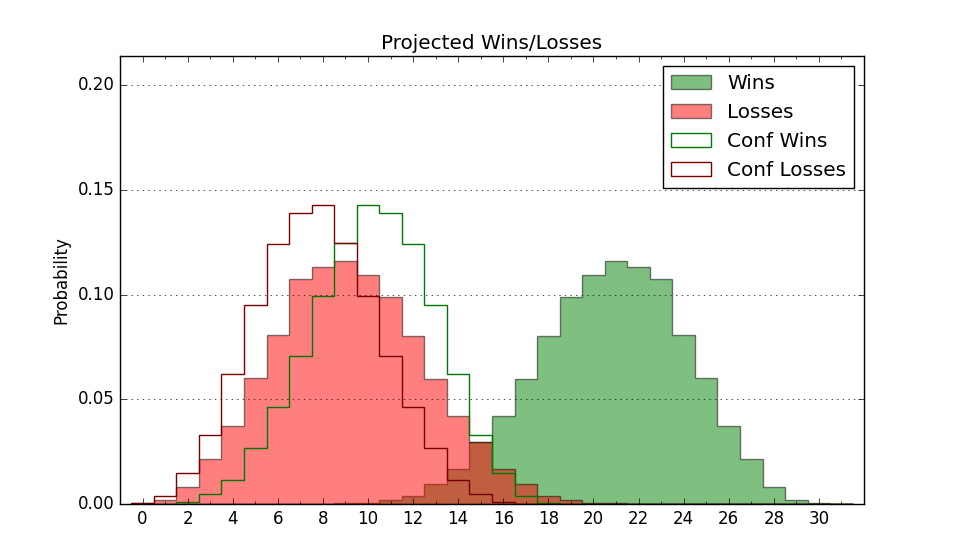 Projected Wins/Losses
Wins
Losses
Conf Wins
Conf Losses
Probability
0.20
0.15
0.10
0.05
0.00
0 2 4 6 8 10 12 14 16 18 20 22 24 26 28 30